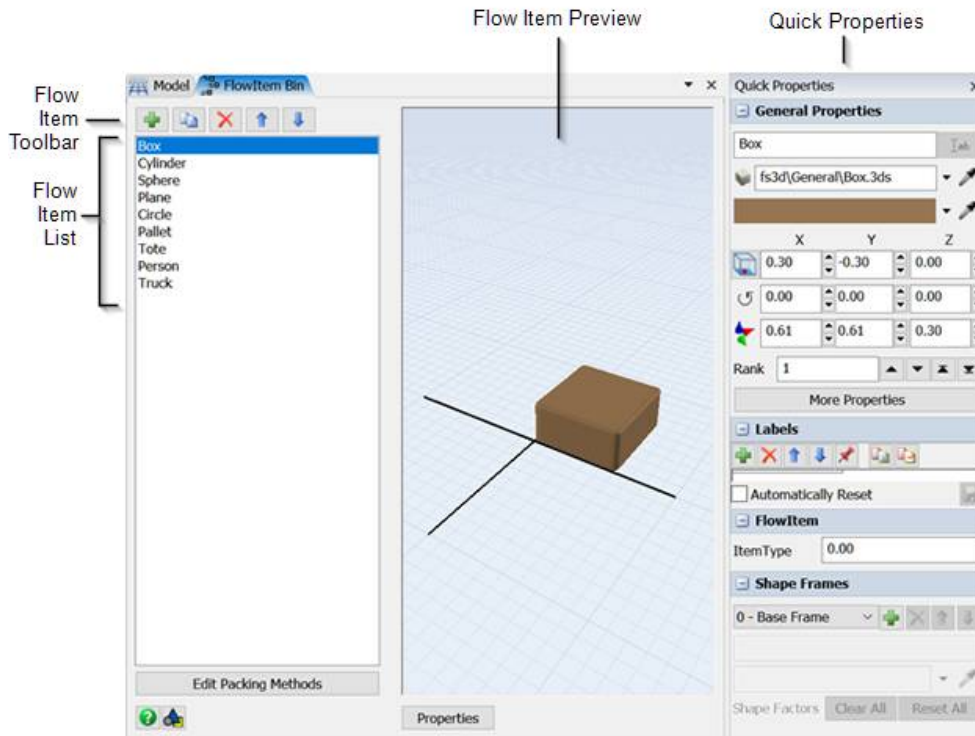 Flow Item Preview
Quick Properties
Flow
Item
Toolbar
Flow
Item
List
Model
FlowItem Bin
Box
Cylinder
Sphere
Plane
Circle
Pallet
Tote
Person
Truck
Edit Packing Methods
Properties
Quick Properties
General Properties
Box
fs3d\General\Box.3ds
X Y Z
0.30 -0.30 0.00
0.00 0.00 0.00
0.61 0.61 0.30
Rank 1
More Properties
Labels
Automatically Reset
FlowItem
ItemType 0.00
Shape Frames
0 - Base Frame
Shape Factors Clear All Reset All